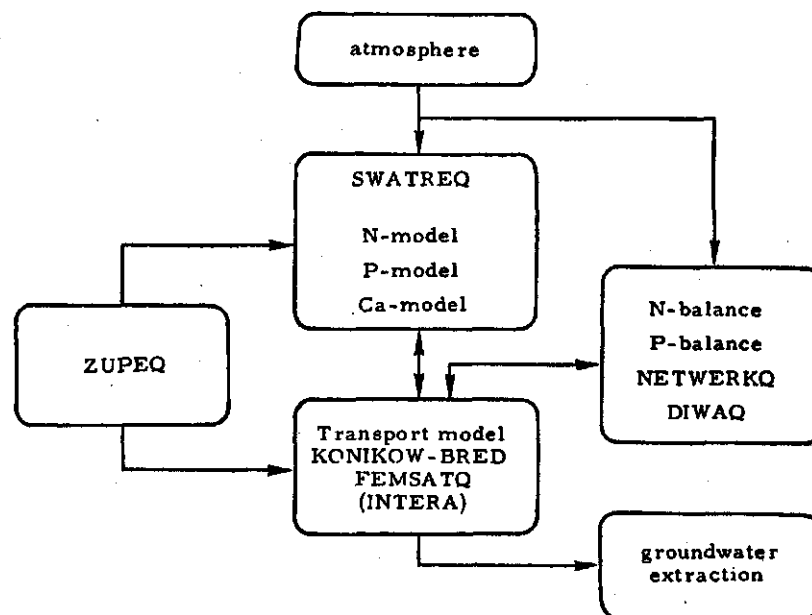 atmosphere
SWATREQ
N-model
P-model
Ca-model
ZUPEQ
N-balance
P-balance
NETWERKQ
DIWAQ
Transport model
KONIKOW-BRED
FEMSATQ
(INTERA)
groundwater
extraction